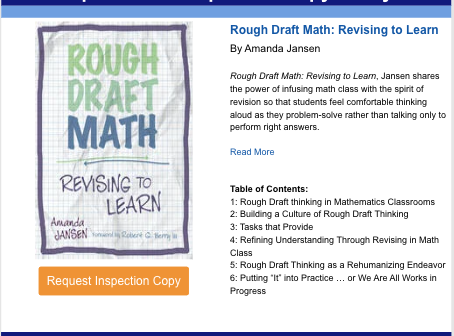 ROUGH
DRAFT
MATH
REVISING TO
LEARN
Amanda
JANSEN
Foreword by Robert Q. Berry III
Request Inspection Copy
Rough Draft Math: Revising to Learn
By Amanda Jansen
Rough Draft Math: Revising to Learn, Jansen shares
the power of infusing math class with the spirit of
revision so that students feel comfortable thinking
aloud as they problem-solve rather than talking only to
perform right answers.
Read More
Table of Contents:
1: Rough Draft thinking in Mathematics Classrooms
2: Building a Culture of Rough Draft Thinking
3: Tasks that Provide
4: Refining Understanding Through Revising in Math
Class
5: Rough Draft Thinking as a Rehumanizing Endeavor
6: Putting “It” into Practice … or We Are All Works in
Progress